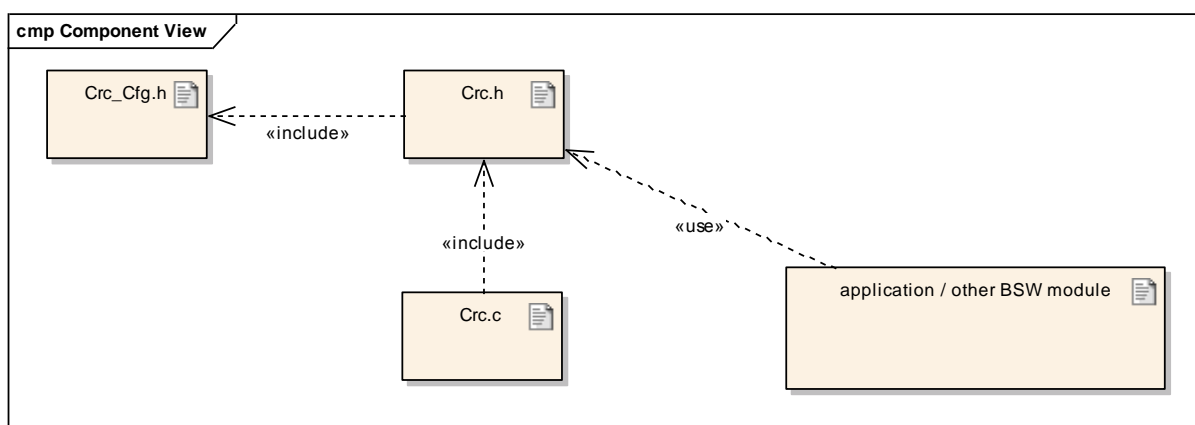 cmp Component View
Crc_Cfg.h
Crc.h
«include»
«use»
«include»
application / other BSW module
Crc.c